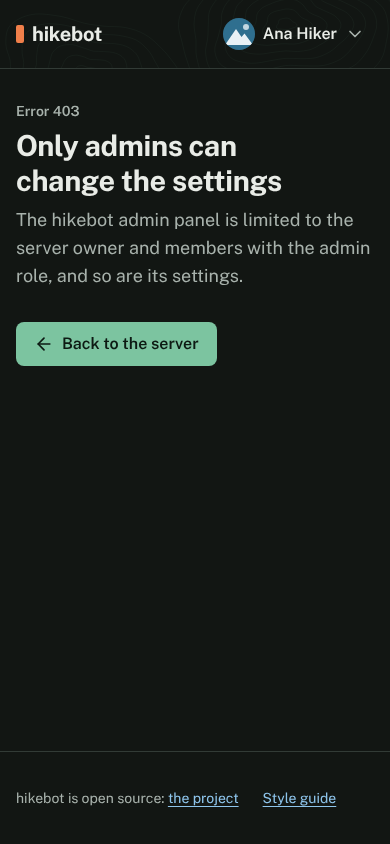 hikebot
Ana Hiker
Error 403
Only admins can
change the settings
The hikebot admin panel is limited to the
server owner and members with the admin
role, and so are its settings.
Back to the server
hikebot is open source: the project
Style guide